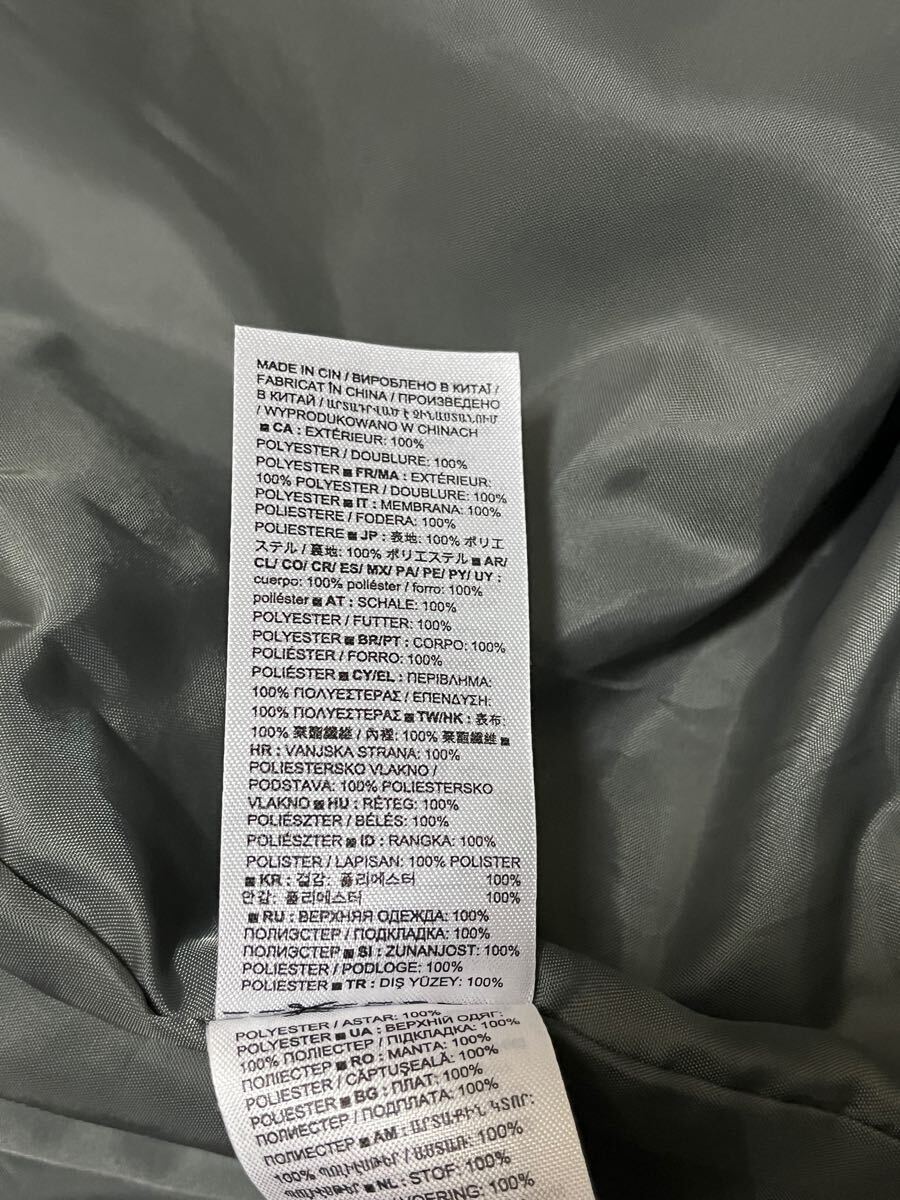 MADE IN CIN / ВИРОБЛЕНО В КИТАЇ /
FABRICAT ÎN CHINA / ПРОИЗВЕДЕНО
В КИТАЙ / ԱՐՏԱԴՐՎԱԾ Է ՉԻՆԱՍՏԱՆՈՒՄ
/ WYPRODUKOWANO W CHINACH
■ CA : EXTÉRIEUR: 100%
POLYESTER / DOUBLURE: 100%
POLYESTER ■ FR/MA : EXTÉRIEUR:
100% POLYESTER / DOUBLURE: 100%
POLYESTER ■ IT : MEMBRANA: 100%
POLIESTERE / FODERA: 100%
POLIESTERE ■ JP : 表地: 100% ポリエ
ステル / 裏地: 100% ポリエステル ■ AR/
CL/ CO/ CR/ ES/ MX/ PA/ PE/ PY/ UY :
cuerpo: 100% poliéster / forro: 100%
poliéster ■ AT : SCHALE: 100%
POLYESTER / FUTTER: 100%
POLYESTER ■ BR/PT : CORPO: 100%
POLIÉSTER / FORRO: 100%
POLIÉSTER ■ CY/EL : ΠΕΡΙΒΛΗΜΑ:
100% ΠΟΛΥΕΣΤΕΡΑΣ / ΕΠΕΝΔΥΣΗ:
100% ΠΟΛΥΕΣΤΕΡΑΣ ■ TW/HK : 表布:
100% 聚酯纖維 / 內裡: 100% 聚酯纖維 ■
HR : VANJSKA STRANA: 100%
POLIESTERSKO VLAKNO /
PODSTAVA: 100% POLIESTERSKO
VLAKNO ■ HU : RÉTEG: 100%
POLIÉSZTER / BÉLÉS: 100%
POLIÉSZTER ■ ID : RANGKA: 100%
POLISTER / LAPISAN: 100% POLISTER
■ KR : 겉감: 폴리에스터 100%
안감: 폴리에스터 100%
■ RU : ВЕРХНЯЯ ОДЕЖДА: 100%
ПОЛИЭСТЕР / ПОДКЛАДКА: 100%
ПОЛИЭСТЕР ■ SI : ZUNANJOST: 100%
POLIESTER / PODLOGE: 100%
POLIESTER ■ TR : DIŞ YÜZEY: 100%
POLYESTER / ASTAR: 100%
POLYESTER ■ UA : ВЕРХНІЙ ОДЯГ:
100% ПОЛІЕСТЕР / ПІДКЛАДКА: 100%
ПОЛІЕСТЕР ■ RO : MANTA: 100%
POLIESTER / CĂPTUȘEALĂ: 100%
POLIESTER ■ BG : ПЛАТ: 100%
ПОЛИЕСТЕР / ПОДПЛАТА: 100%
ПОЛИЕСТЕР ■ AM : ԱՐՏԱՔԻՆ ԿՏՈՐ:
100% ՊՈԼԻԵՍԹԵՐ / ԱՍՏԱՌ: 100%
■ NL : STOF: 100%
100%